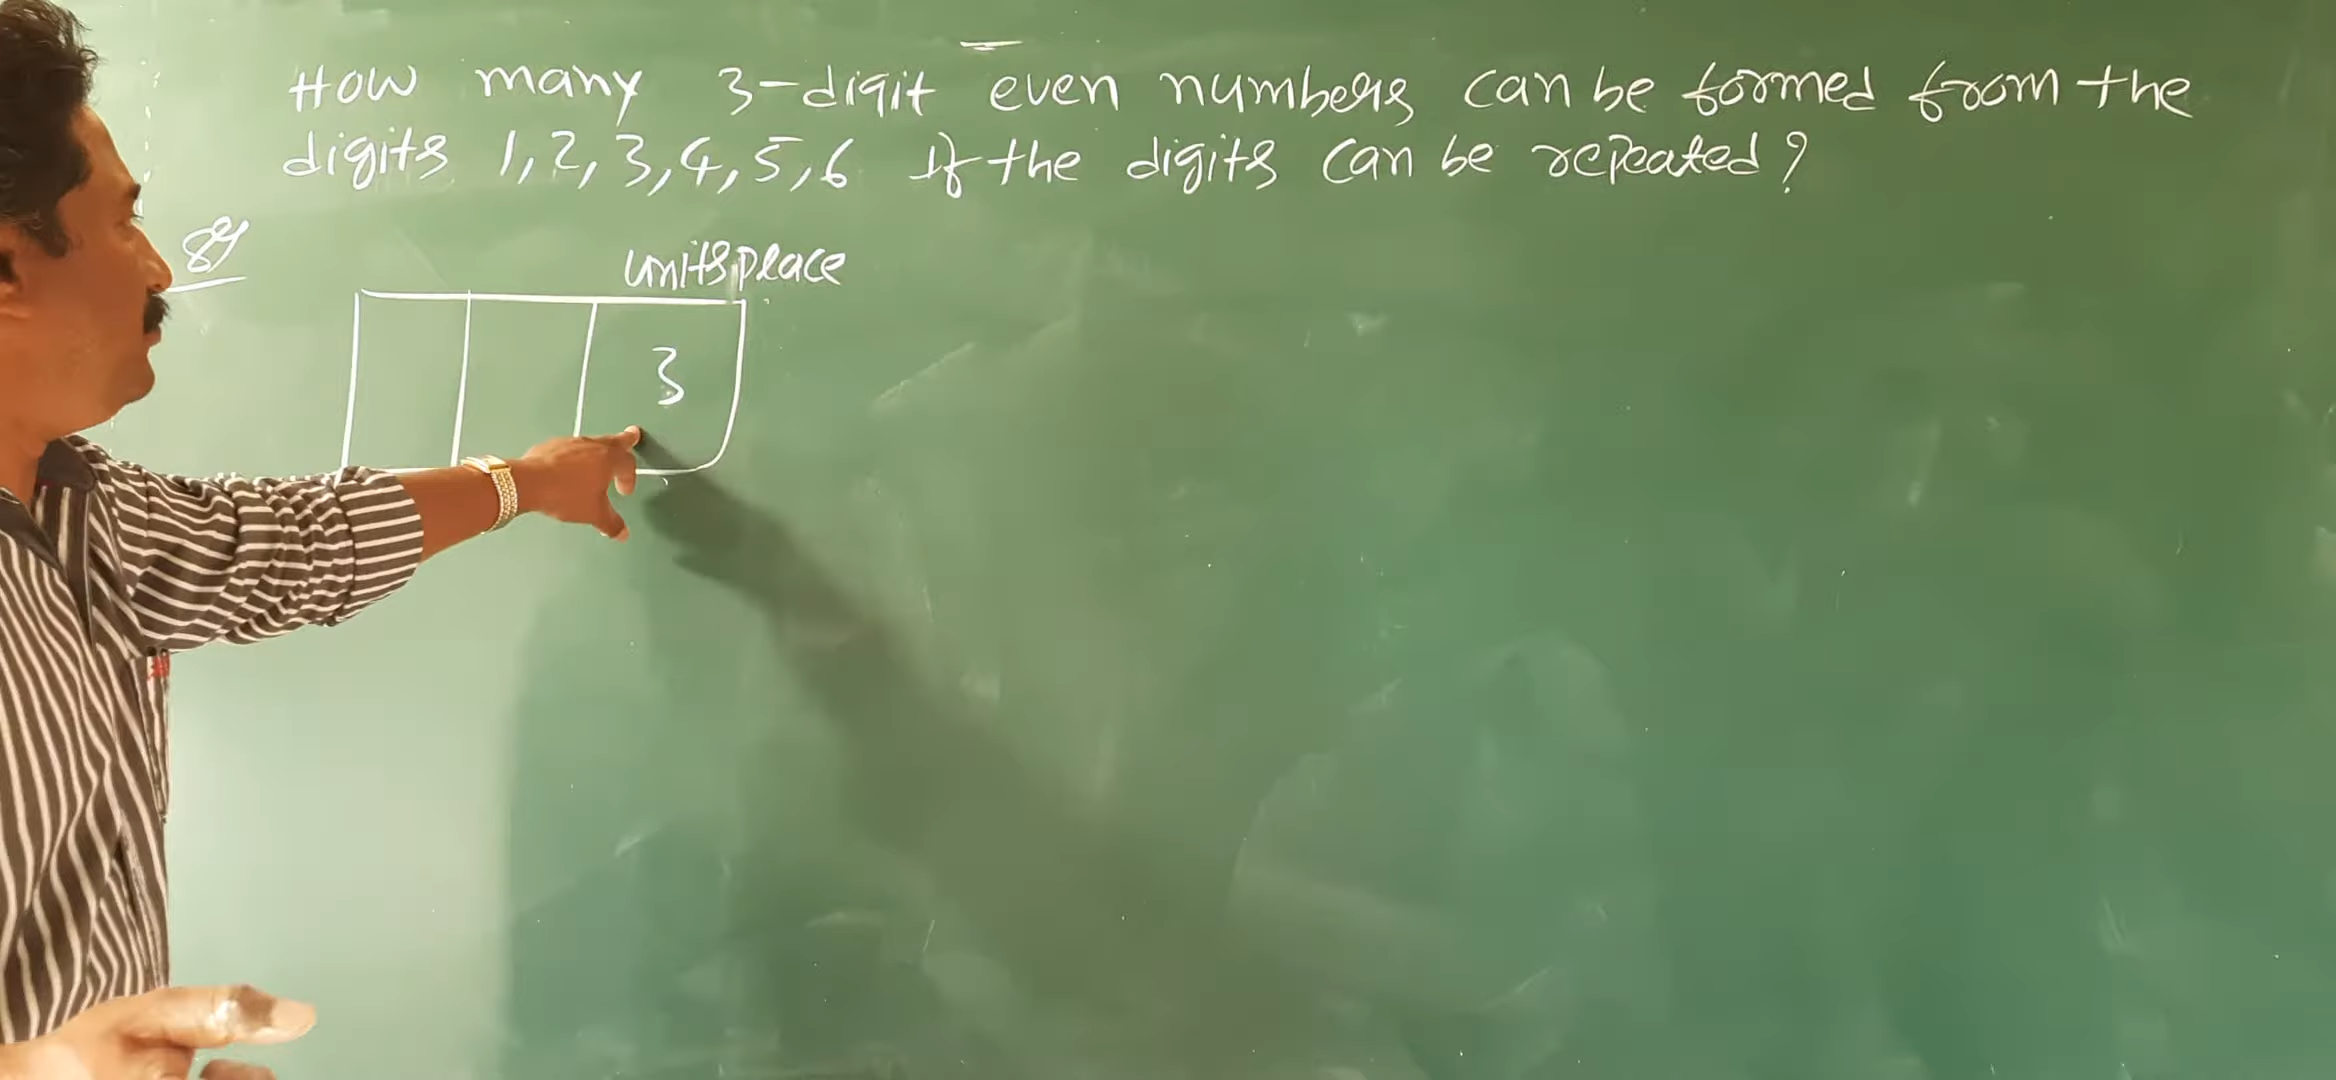 How many 3-digit even numbers can be formed from the
digits 1,2,3,4,5,6 If the digits can be repeated?
units place
3